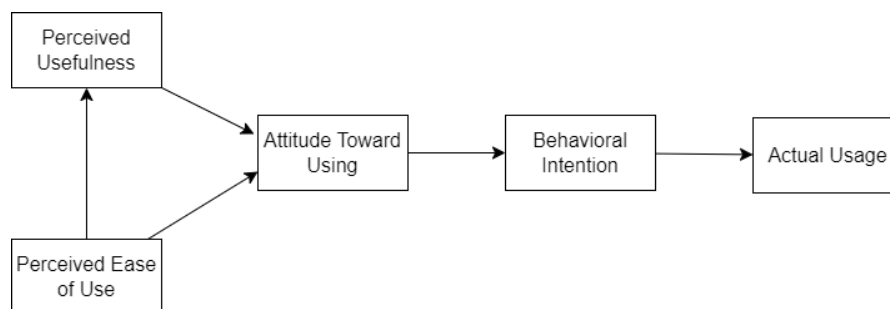 Perceived
Usefulness
Attitude Toward
Using
Behavioral
Intention
Actual Usage
Perceived Ease
of Use